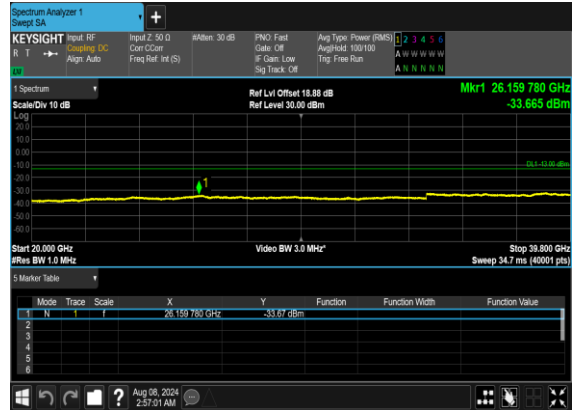 Spectrum Analyzer 1
Swept SA
KEYSIGHT Input: RF Input Z: 50 Ω #Atten: 30 dB PNO: Fast Avg Type: Power (RMS) 1 2 3 4 5 6
R T Coupling: DC Corr CCorr Gate: Off Avg|Hold: 100/100 A W W W W W
Align: Auto Freq Ref: Int (S) IF Gain: Low Trig: Free Run
Sig Track: Off A N N N N N
1 Spectrum Ref Lvl Offset 18.88 dB Mkr1 26.159 780 GHz
Scale/Div 10 dB Ref Level 30.00 dBm -33.665 dBm
Log
20.0
10.0
0.00
-10.0 DL1 -13.00 dBm
-20.0
1
-30.0
-40.0
-50.0
-60.0
Start 20.000 GHz Video BW 3.0 MHz* Stop 39.800 GHz
#Res BW 1.0 MHz Sweep 34.7 ms (40001 pts)
5 Marker Table
Mode Trace Scale X Y Function Function Width Function Value
1 N 1 f 26.159 780 GHz -33.67 dBm
2
3
4
5
6
? Aug 08, 2024
2:57:01 AM